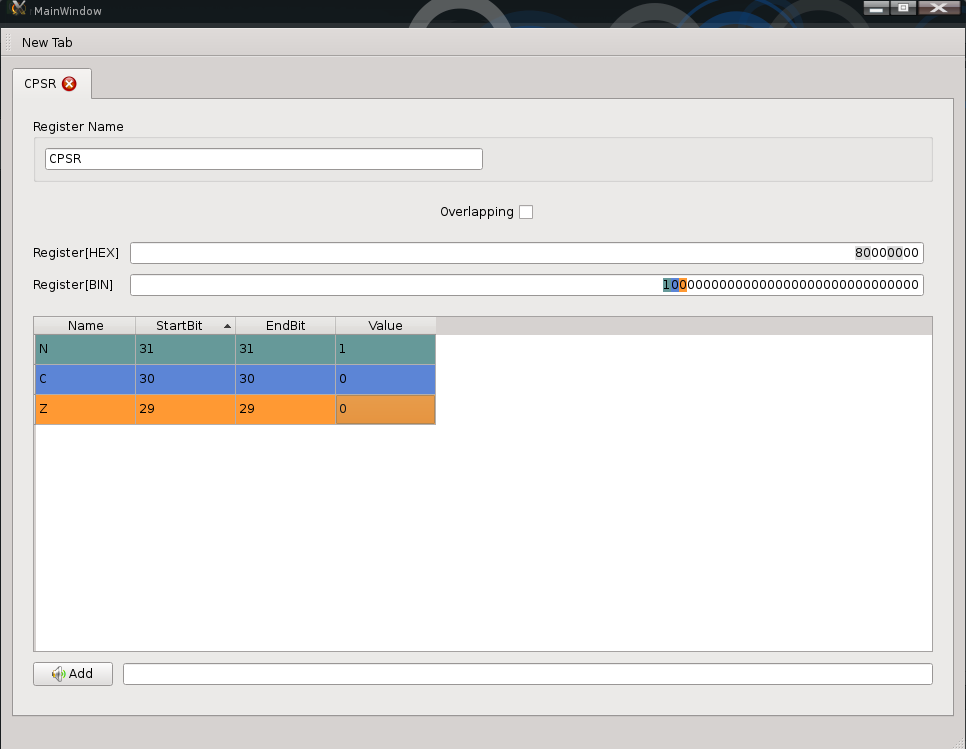 MainWindow
New Tab
CPSR
Register Name
CPSR
Overlapping
Register[HEX] 80000000
Register[BIN] 10000000000000000000000000000000
Name StartBit EndBit Value
N 31 31 1
C 30 30 0
Z 29 29 0
Add